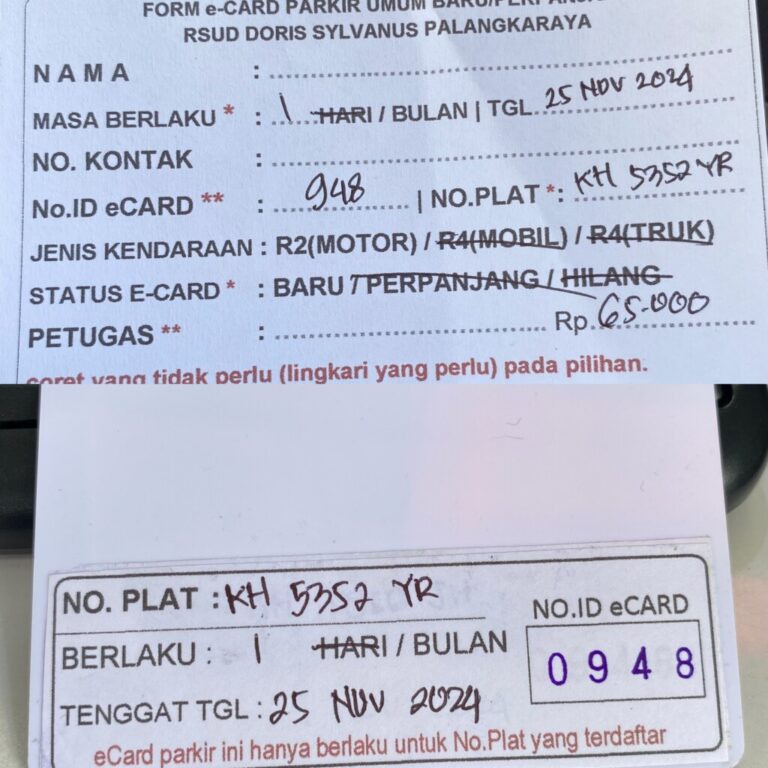 FORM e-CARD PARKIR UMUM BARU/PERPANJANG
RSUD DORIS SYLVANUS PALANGKARAYA
NAMA :
MASA BERLAKU * : 1 HARI / BULAN | TGL. 25 NOV 2024
NO. KONTAK :
No.ID eCARD ** : 948 | NO.PLAT *: KH 5352 YR
JENIS KENDARAAN : R2(MOTOR) / R4(MOBIL) / R4(TRUK)
STATUS E-CARD * : BARU / PERPANJANG / HILANG
PETUGAS ** : Rp. 65.000
coret yang tidak perlu (lingkari yang perlu) pada pilihan.
NO. PLAT : KH 5352 YR
NO.ID eCARD
BERLAKU : 1 HARI / BULAN
0948
TENGGAT TGL : 25 NOV 2024
eCard parkir ini hanya berlaku untuk No.Plat yang terdaftar